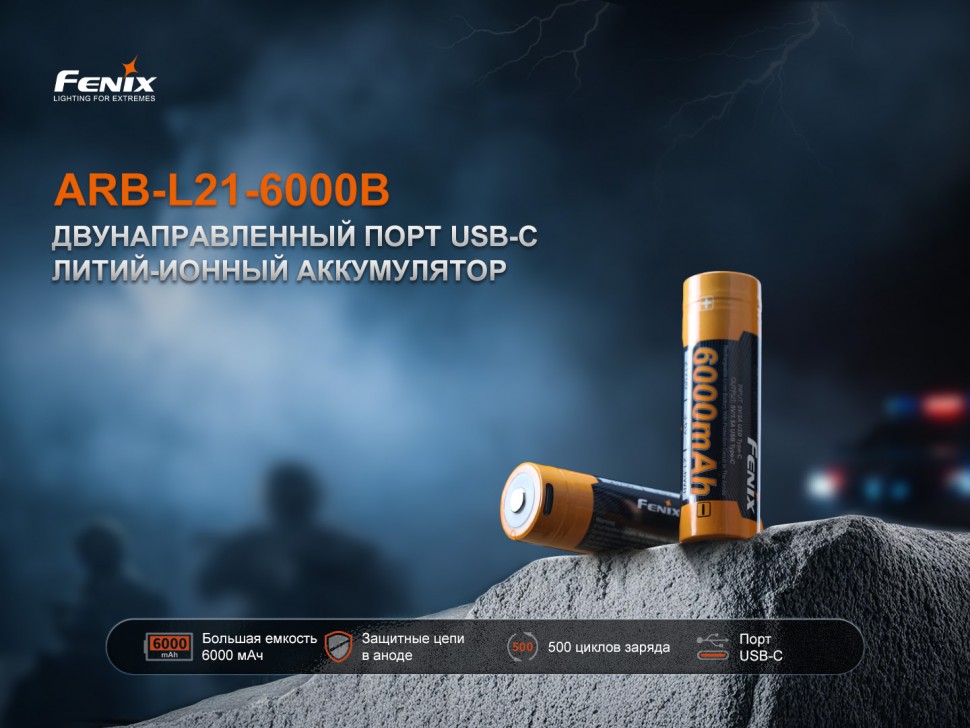 FENIX
LIGHTING FOR EXTREMES
ARB-L21-6000B
ДВУНАПРАВЛЕННЫЙ ПОРТ USB-C
ЛИТИЙ-ИОННЫЙ АККУМУЛЯТОР
6000mAh
FENIX
FENIX
6000
mAh
Большая емкость
6000 мАч
Защитные цепи
в аноде
500
500 циклов заряда
Порт
USB-C